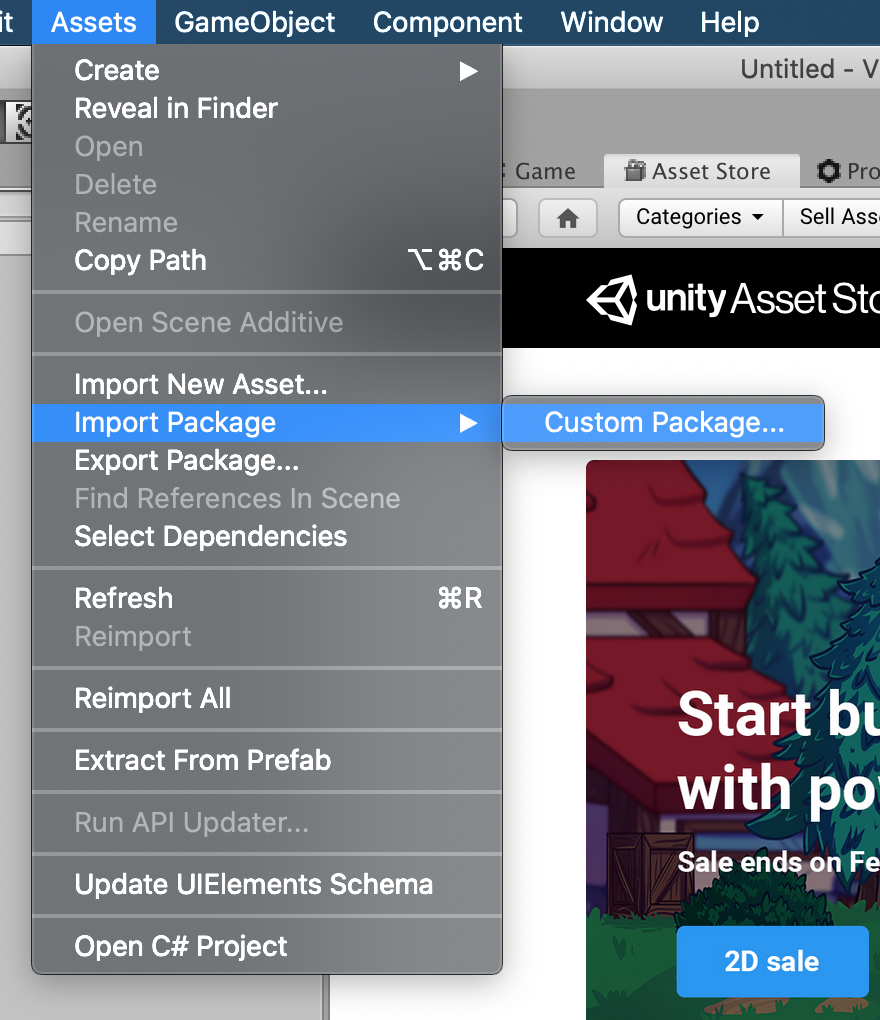 it Assets GameObject Component Window Help
Untitled - V
Create
Reveal in Finder
Open
Delete
Rename
Copy Path ⌥⌘C
Open Scene Additive
Import New Asset...
Import Package
Custom Package...
Export Package...
Find References In Scene
Select Dependencies
Refresh ⌘R
Reimport
Reimport All
Extract From Prefab
Run API Updater...
Update UIElements Schema
Open C# Project
Game Asset Store Pro
Categories Sell Asse
unity Asset Sto
Start bu
with pow
Sale ends on Fe
2D sale